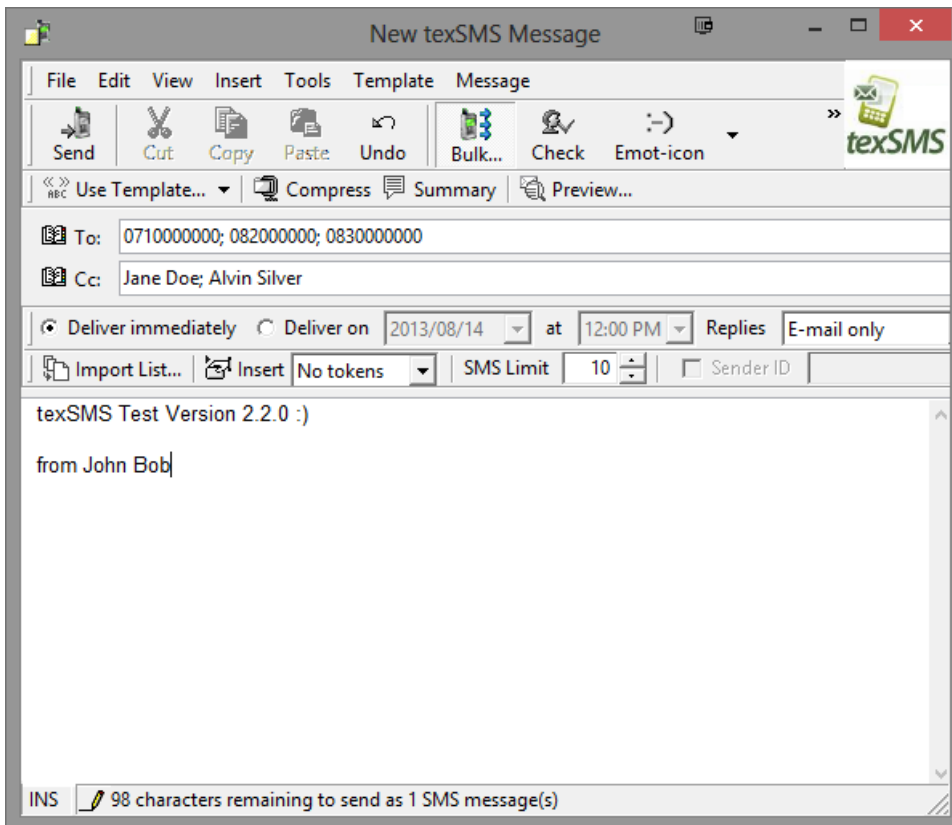 New texSMS Message
File Edit View Insert Tools Template Message
Send Cut Copy Paste Undo Bulk... Check Emot-icon :-) » texSMS
ABC Use Template... Compress Summary Preview...
To: 0710000000; 082000000; 0830000000
Cc: Jane Doe; Alvin Silver
Deliver immediately Deliver on 2013/08/14 at 12:00 PM Replies E-mail only
Import List... Insert No tokens SMS Limit 10 Sender ID
texSMS Test Version 2.2.0 :)
from John Bob
INS 98 characters remaining to send as 1 SMS message(s)